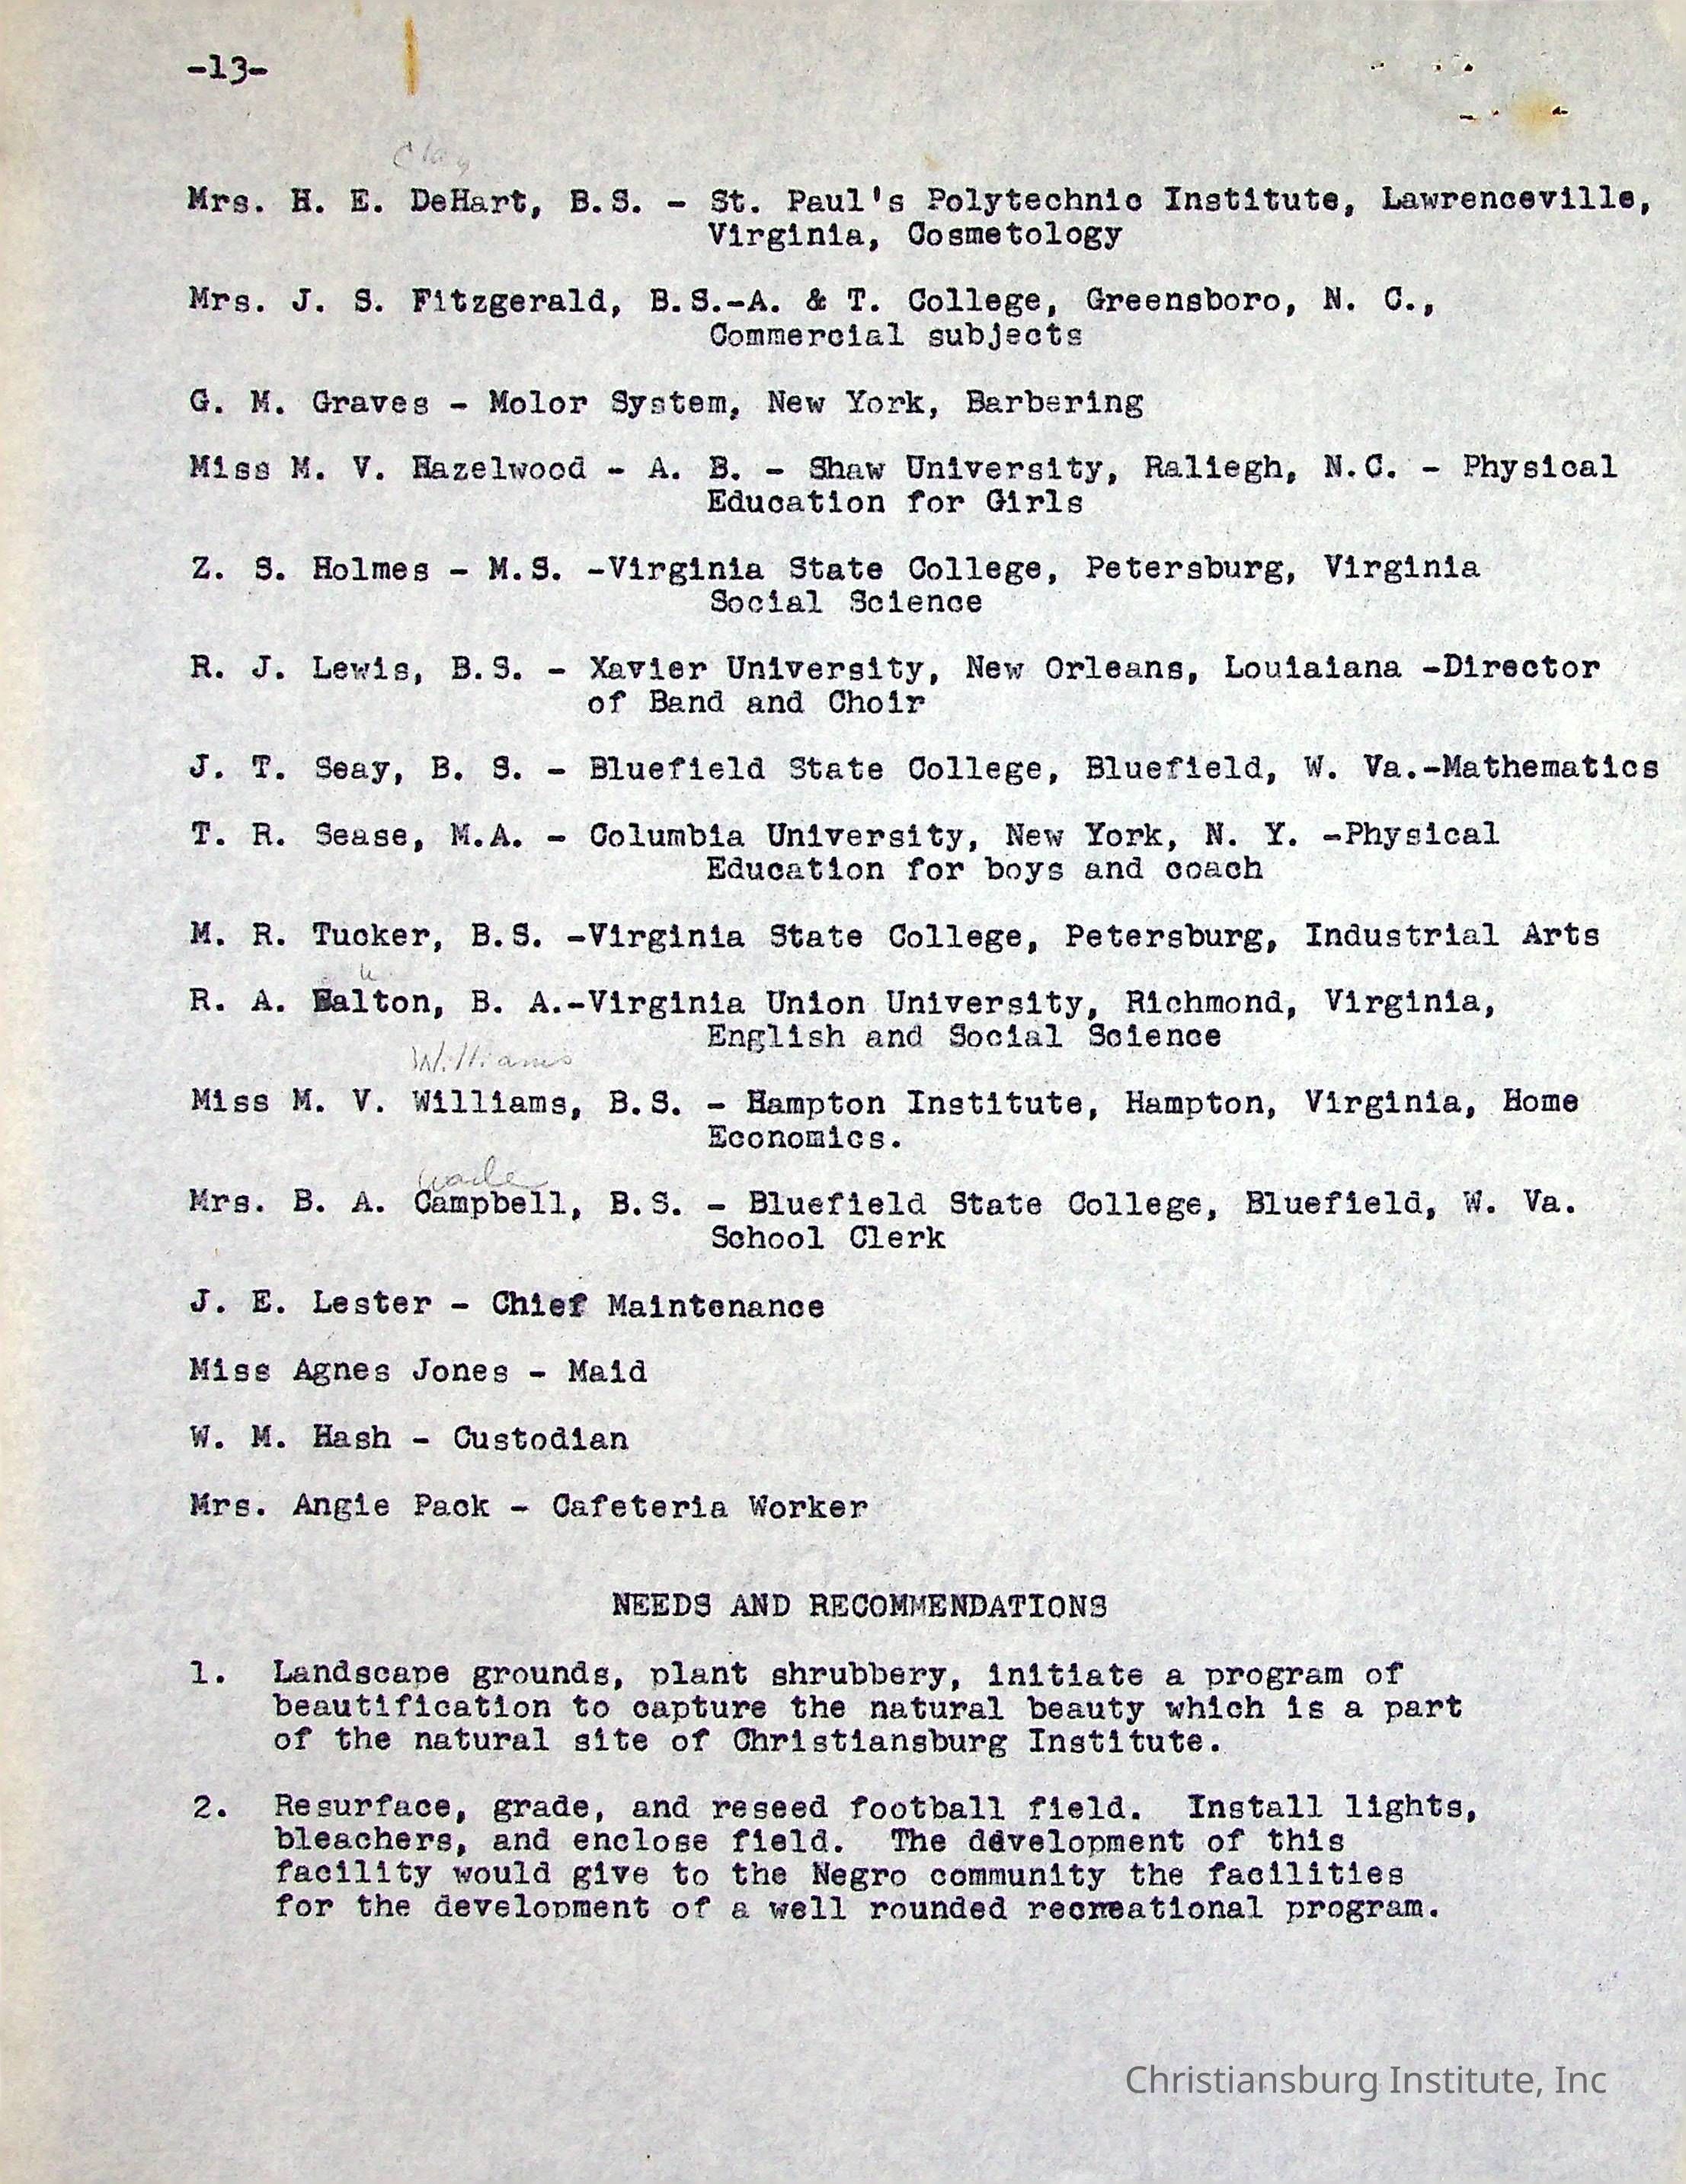 -13-
Clay
Mrs. H. E. DeHart, B.S. - St. Paul's Polytechnic Institute, Lawrenceville,
Virginia, Cosmetology
Mrs. J. S. Fitzgerald, B.S.-A. & T. College, Greensboro, N. C.,
Commercial subjects
G. M. Graves - Molor System, New York, Barbering
Miss M. V. Hazelwood - A. B. - Shaw University, Raliegh, N.C. - Physical
Education for Girls
Z. S. Holmes - M.S. -Virginia State College, Petersburg, Virginia
Social Science
R. J. Lewis, B.S. - Xavier University, New Orleans, Louiaiana -Director
of Band and Choir
J. T. Seay, B. S. - Bluefield State College, Bluefield, W. Va.-Mathematics
T. R. Sease, M.A. - Columbia University, New York, N. Y. -Physical
Education for boys and coach
M. R. Tucker, B.S. -Virginia State College, Petersburg, Industrial Arts
u
R. A. Walton, B. A.-Virginia Union University, Richmond, Virginia,
English and Social Science
Williams
Miss M. V. Williams, B.S. - Hampton Institute, Hampton, Virginia, Home
Economics.
Wade
Mrs. B. A. Campbell, B.S. - Bluefield State College, Bluefield, W. Va.
School Clerk
J. E. Lester - Chief Maintenance
Miss Agnes Jones - Maid
W. M. Hash - Custodian
Mrs. Angie Pack - Cafeteria Worker
NEEDS AND RECOMMENDATIONS
1. Landscape grounds, plant shrubbery, initiate a program of
beautification to capture the natural beauty which is a part
of the natural site of Christiansburg Institute.
2. Resurface, grade, and reseed football field. Install lights,
bleachers, and enclose field. The development of this
facility would give to the Negro community the facilities
for the development of a well rounded recreational program.
Christiansburg Institute, Inc